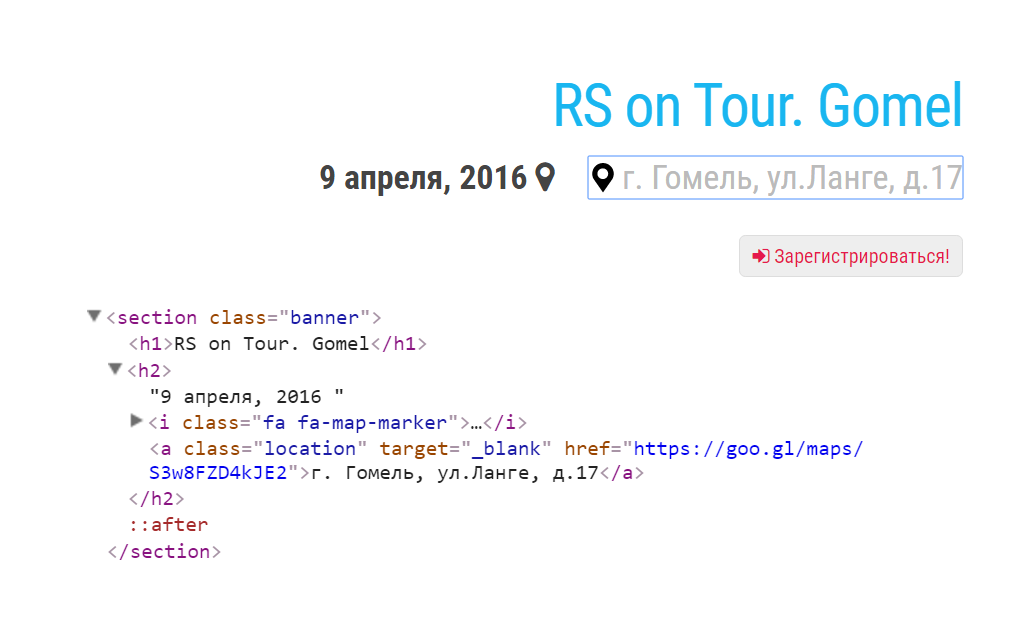 RS on Tour. Gomel
9 апреля, 2016 г. Гомель, ул.Ланге, д.17
Зарегистрироваться!
<section class="banner">
<h1>RS on Tour. Gomel</h1>
<h2>
"9 апреля, 2016 "
<i class="fa fa-map-marker">…</i>
<a class="location" target="_blank" href="https://goo.gl/maps/
S3w8FZD4kJE2">г. Гомель, ул.Ланге, д.17</a>
</h2>
::after
</section>